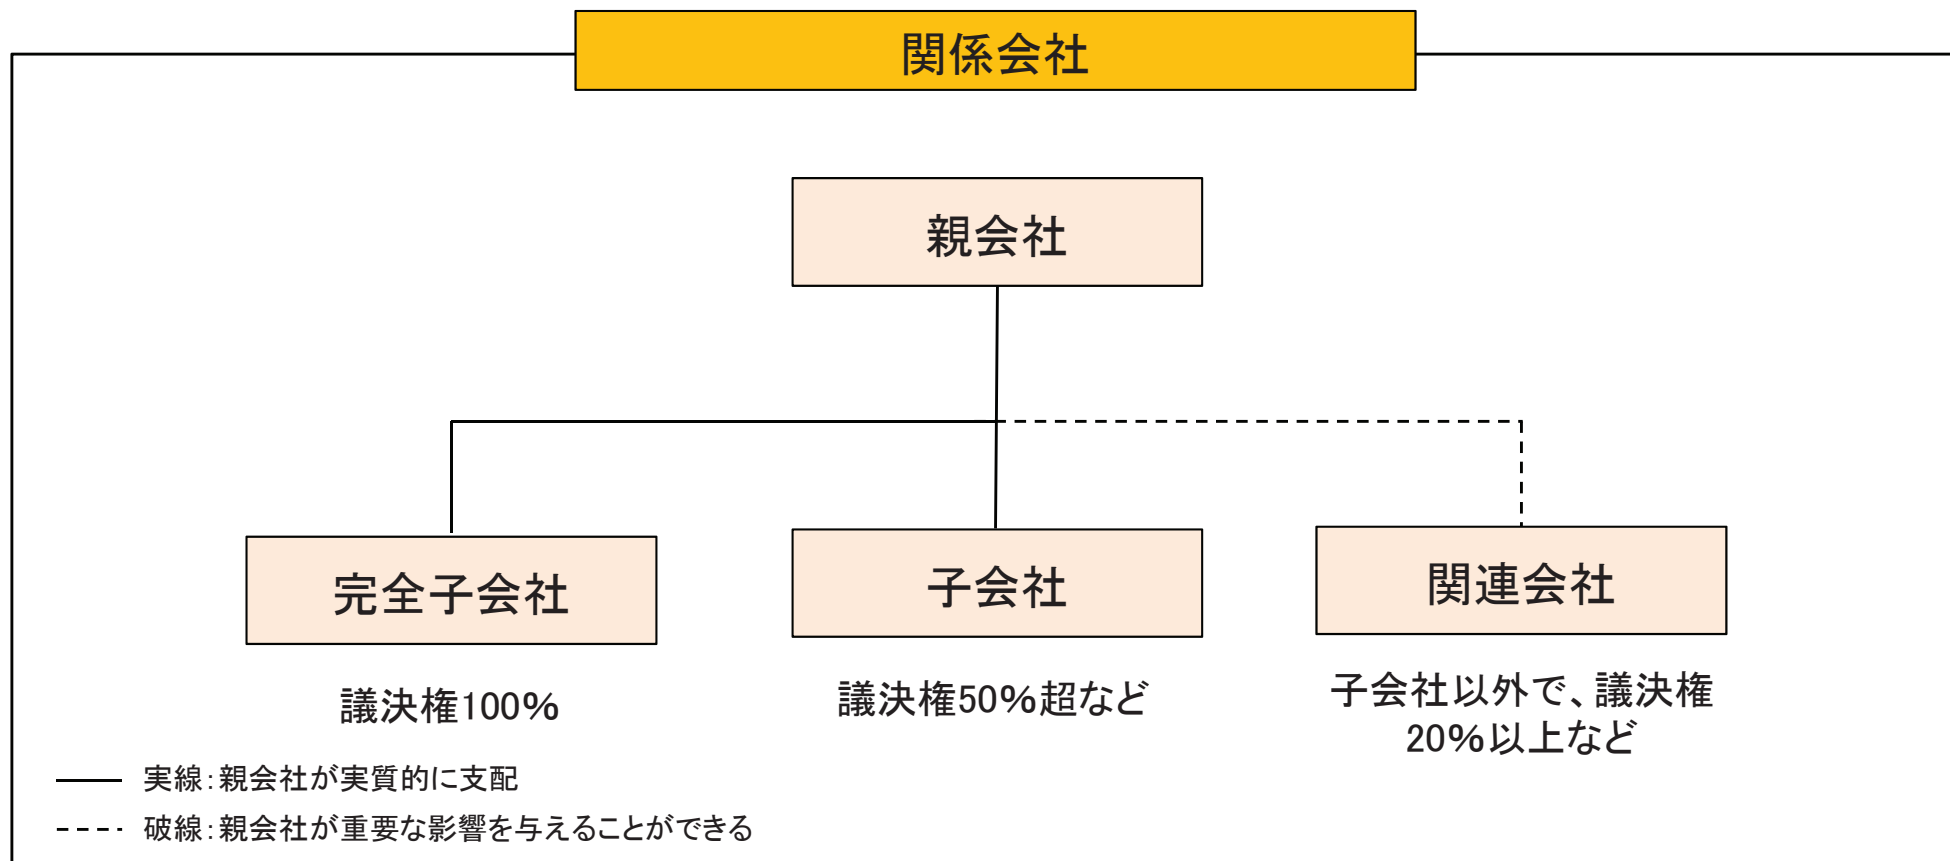 関係会社
親会社
完全子会社
子会社
関連会社
議決権100%
議決権50%超など
子会社以外で、議決権
20%以上など
実線：親会社が実質的に支配
破線：親会社が重要な影響を与えることができる